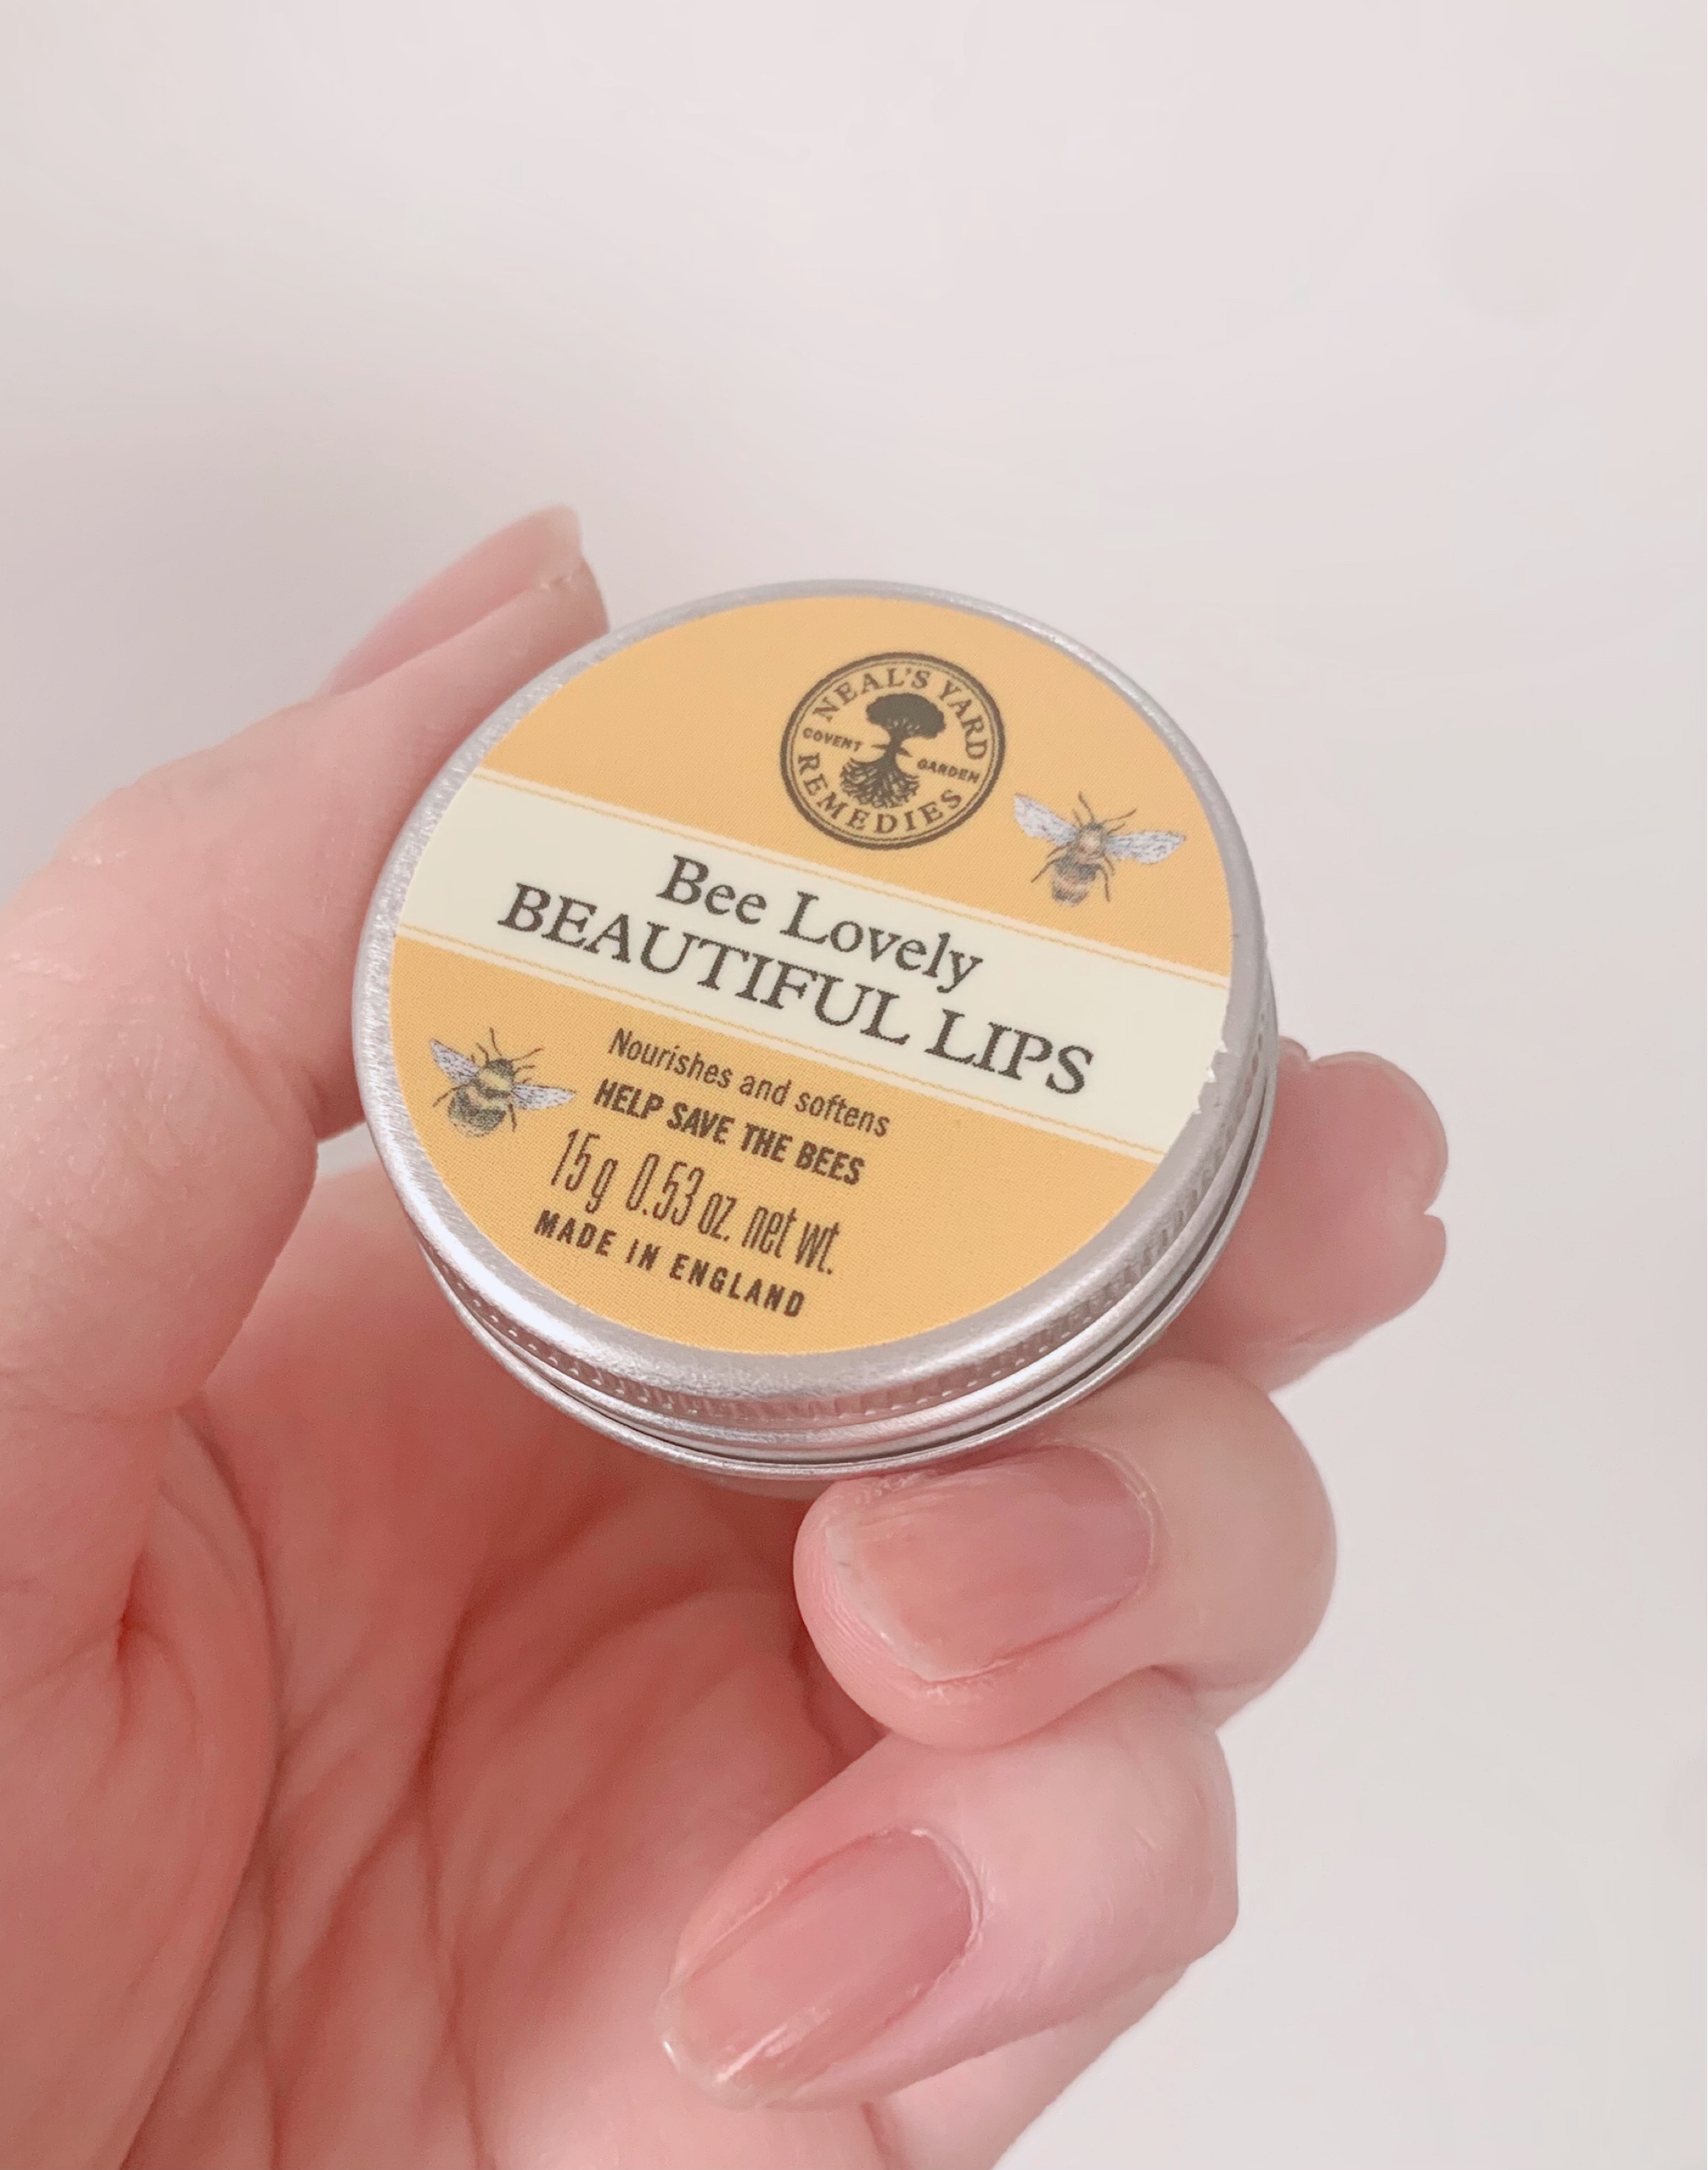 NEAL'S YARD
COVENT GARDEN
REMEDIES
Bee Lovely
BEAUTIFUL LIPS
Nourishes and softens
HELP SAVE THE BEES
15g 0.53 oz. net wt.
MADE IN ENGLAND